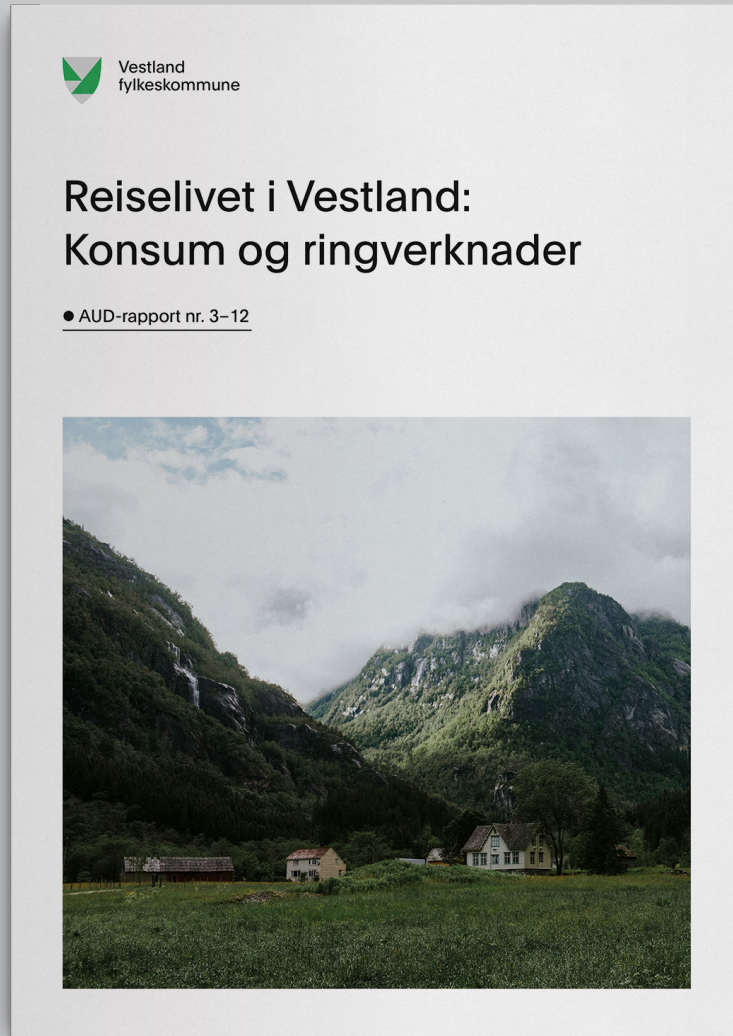 Vestland
fylkeskommune
Reiselivet i Vestland:
Konsum og ringverknader
● AUD-rapport nr. 3–12